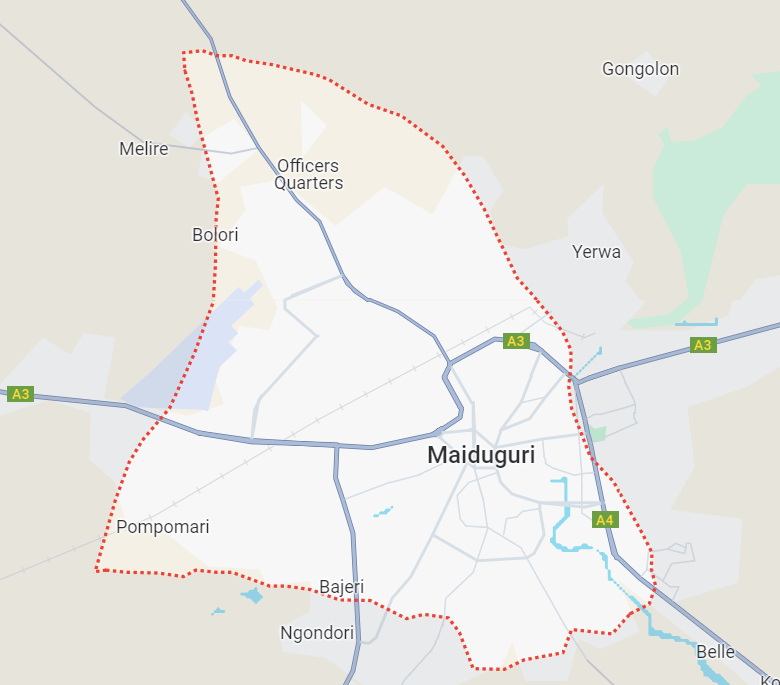 Gongolon
Melire
Officers
Quarters
Bolori
Yerwa
A3
A3
A3
Maiduguri
A4
Pompomari
Bajeri
Ngondori
Belle
Ko